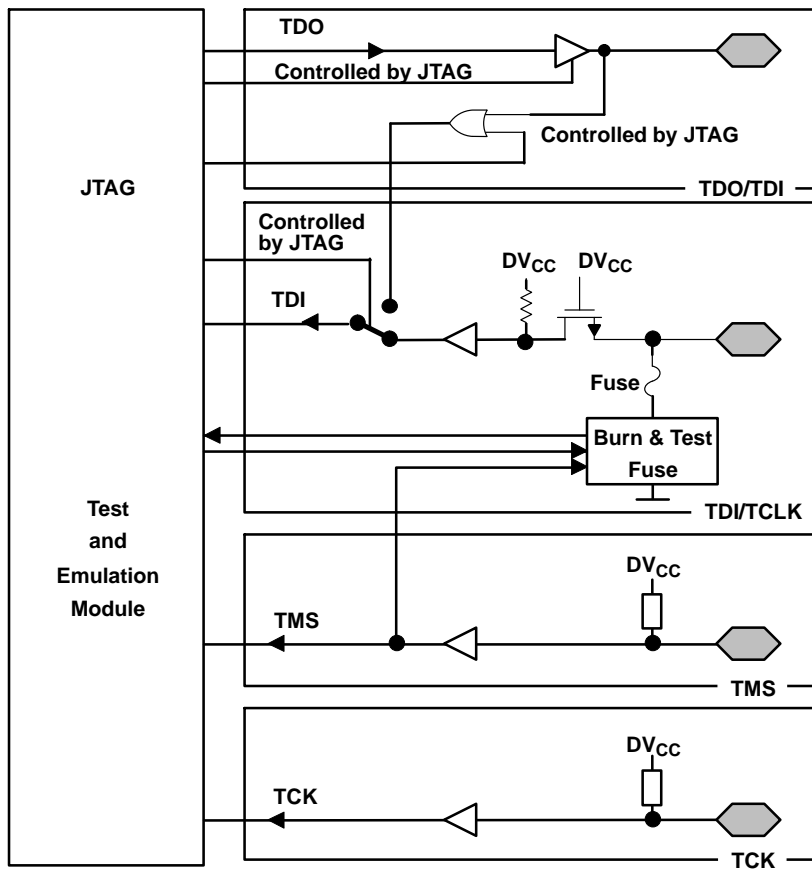 TDO
Controlled by JTAG
Controlled by JTAG
JTAG
TDO/TDI
Controlled
by JTAG
DVCC
DVCC
TDI
Fuse
Burn & Test
Fuse
TDI/TCLK
Test
and
Emulation
Module
DVCC
TMS
TMS
DVCC
TCK
TCK